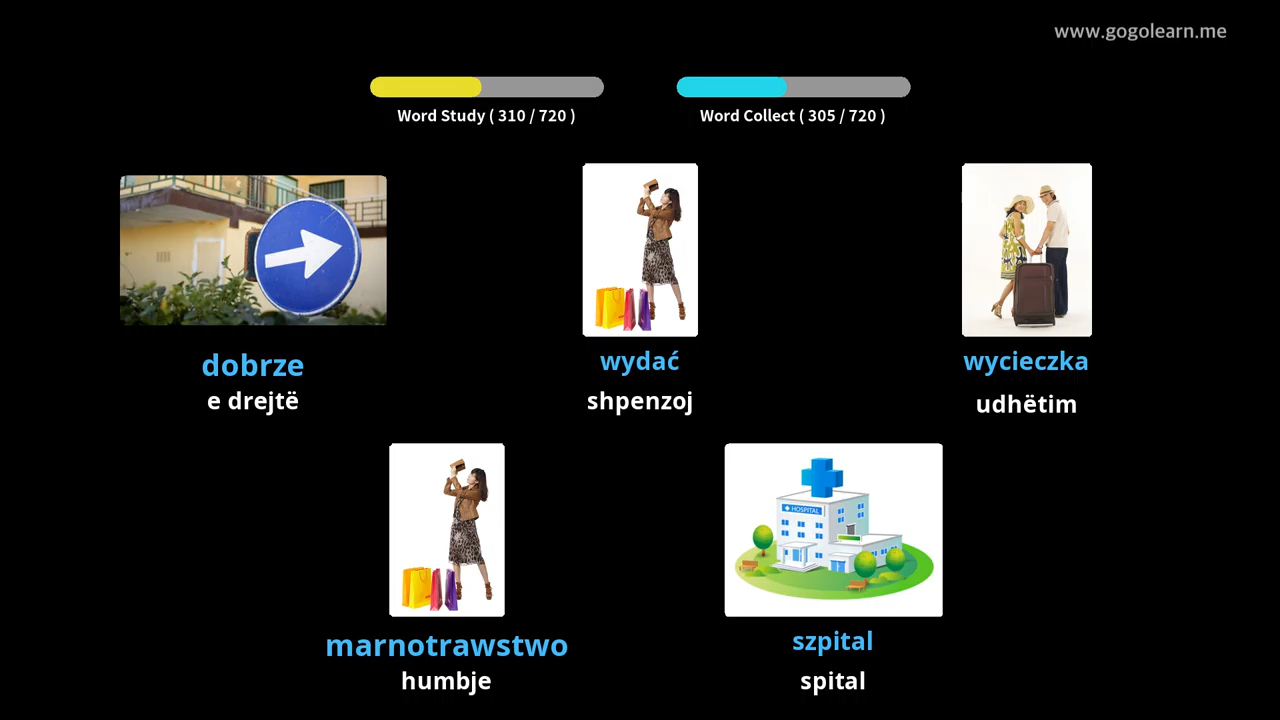 www.gogolearn.me
Word Study ( 310 / 720 )
Word Collect ( 305 / 720 )
dobrze
e drejtë
wydać
shpenzoj
wycieczka
udhëtim
HOSPITAL
marnotrawstwo
humbje
szpital
spital